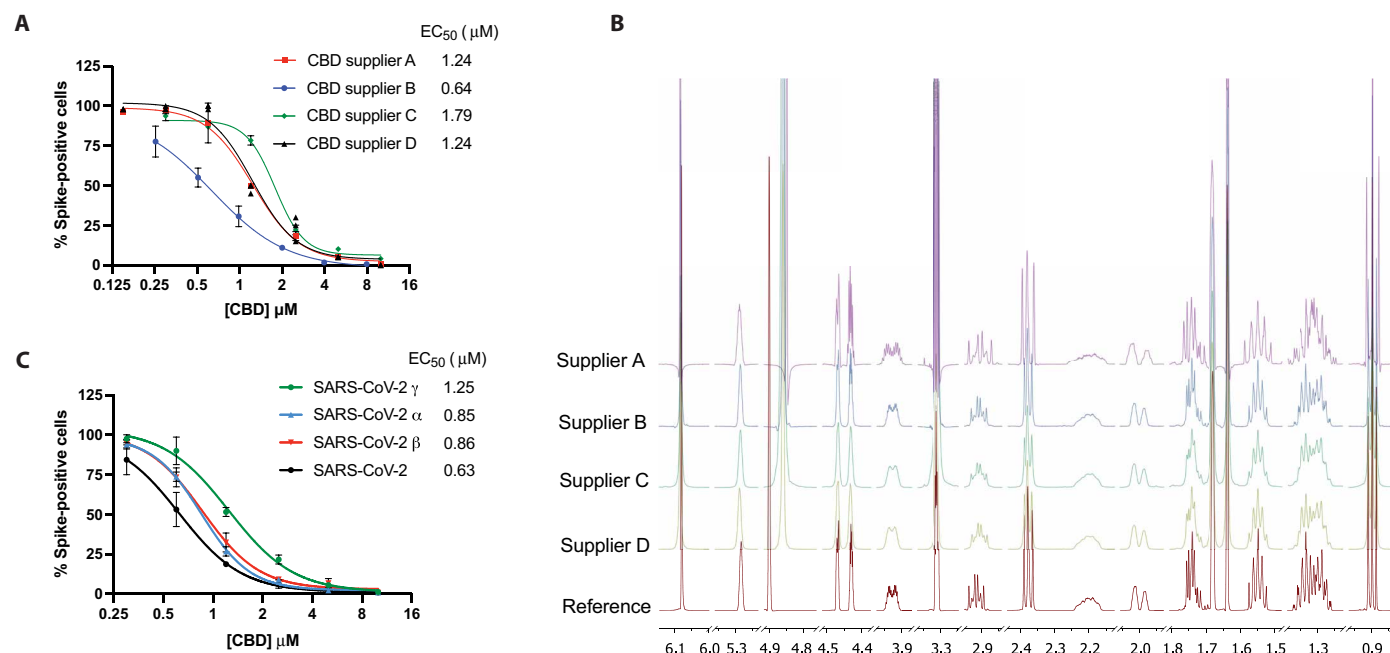 A
EC50 (μM)
CBD supplier A 1.24
CBD supplier B 0.64
CBD supplier C 1.79
CBD supplier D 1.24
% Spike-positive cells
125
100
75
50
25
0
0.125 0.25 0.5 1 2 4 8 16
[CBD] μM
B
Supplier A
Supplier B
Supplier C
Supplier D
Reference
6.1 6.0 5.3 4.9 4.8 4.5 4.4 3.9 3.3 2.9 2.4 2.3 2.2 2.0 1.8 1.7 1.6 1.5 1.3 0.9
C
EC50 (μM)
SARS-CoV-2 γ 1.25
SARS-CoV-2 α 0.85
SARS-CoV-2 β 0.86
SARS-CoV-2 0.63
% Spike-positive cells
125
100
75
50
25
0
0.25 0.5 1 2 4 8 16
[CBD] μM